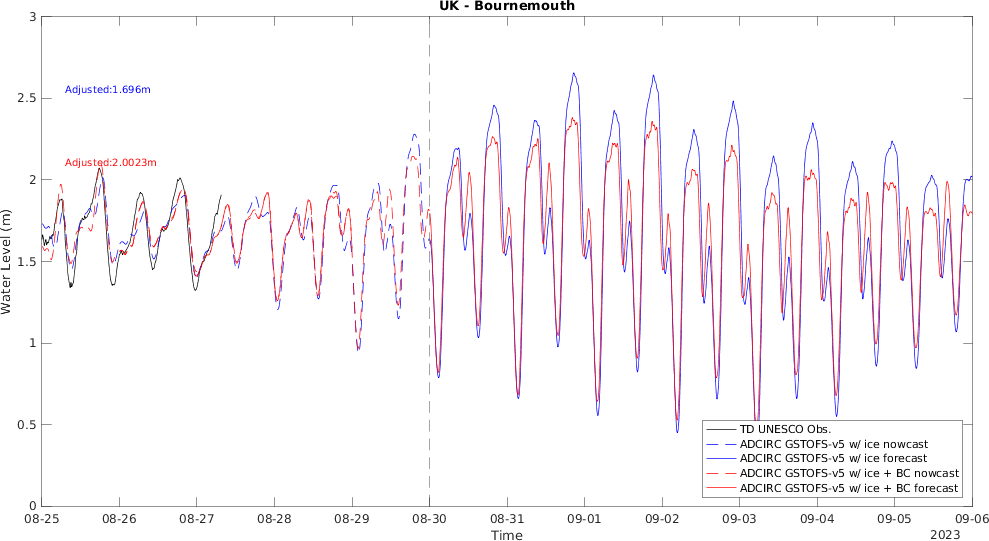 UK - Bournemouth
3
2.5
2
1.5
1
0.5
0
Water Level (m)
Adjusted:1.696m
Adjusted:2.0023m
TD UNESCO Obs.
ADCIRC GSTOFS-v5 w/ ice nowcast
ADCIRC GSTOFS-v5 w/ ice forecast
ADCIRC GSTOFS-v5 w/ ice + BC nowcast
ADCIRC GSTOFS-v5 w/ ice + BC forecast
08-25 08-26 08-27 08-28 08-29 08-30 08-31 09-01 09-02 09-03 09-04 09-05 09-06
Time
2023